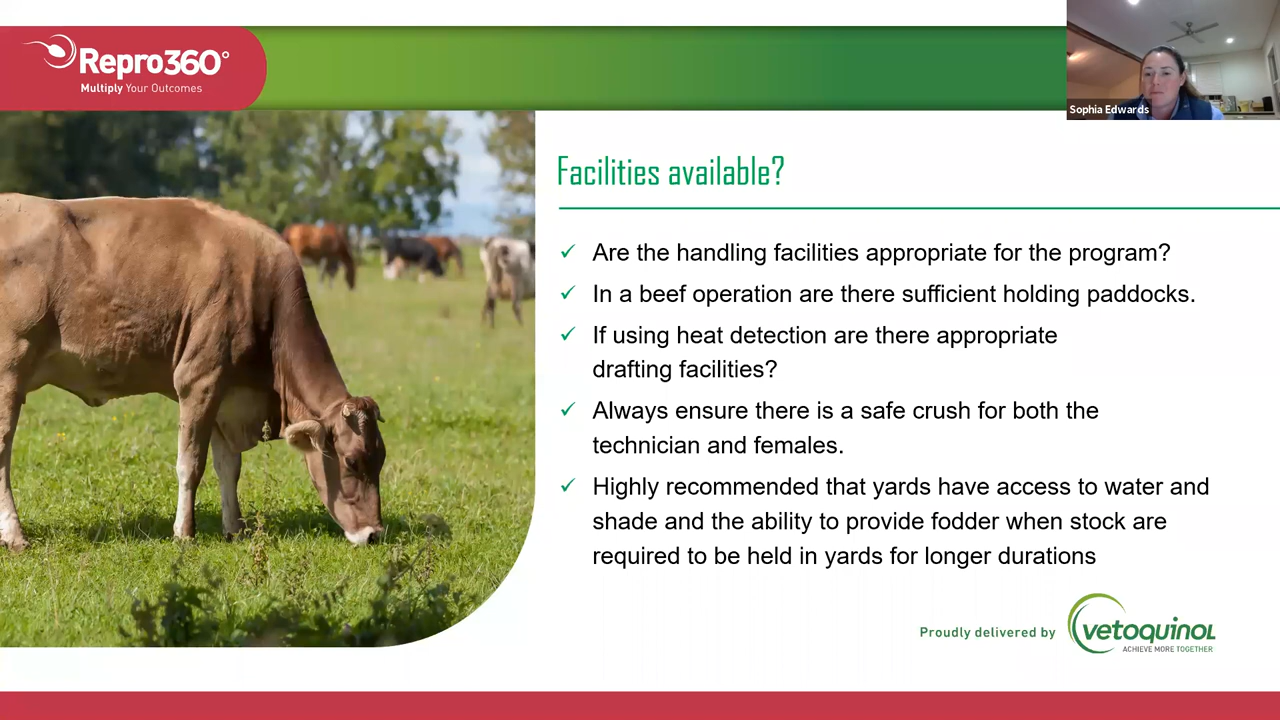 Repro360°
Multiply Your Outcomes
Sophia Edwards
Facilities available?
✓ Are the handling facilities appropriate for the program?
✓ In a beef operation are there sufficient holding paddocks.
✓ If using heat detection are there appropriate
drafting facilities?
✓ Always ensure there is a safe crush for both the
technician and females.
✓ Highly recommended that yards have access to water and
shade and the ability to provide fodder when stock are
required to be held in yards for longer durations
Proudly delivered by
vetoquinol
ACHIEVE MORE TOGETHER